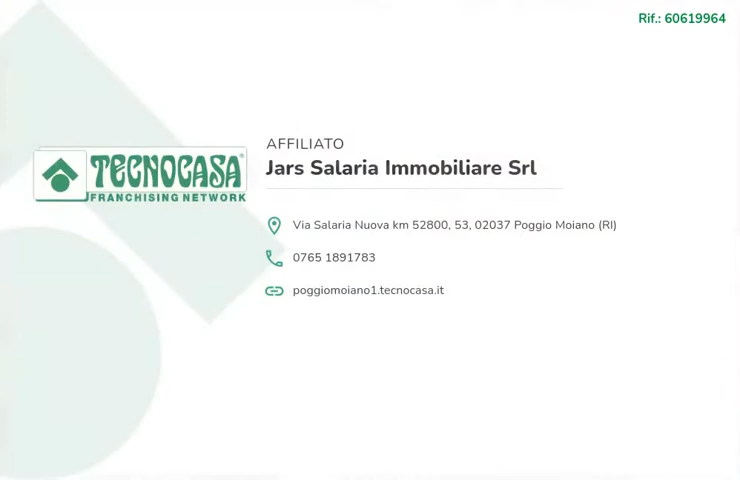 Rif.: 60619964
AFFILIATO
Jars Salaria Immobiliare Srl
TECNOCASA®
FRANCHISING NETWORK
Via Salaria Nuova km 52800, 53, 02037 Poggio Moiano (RI)
0765 1891783
poggiomoiano1.tecnocasa.it